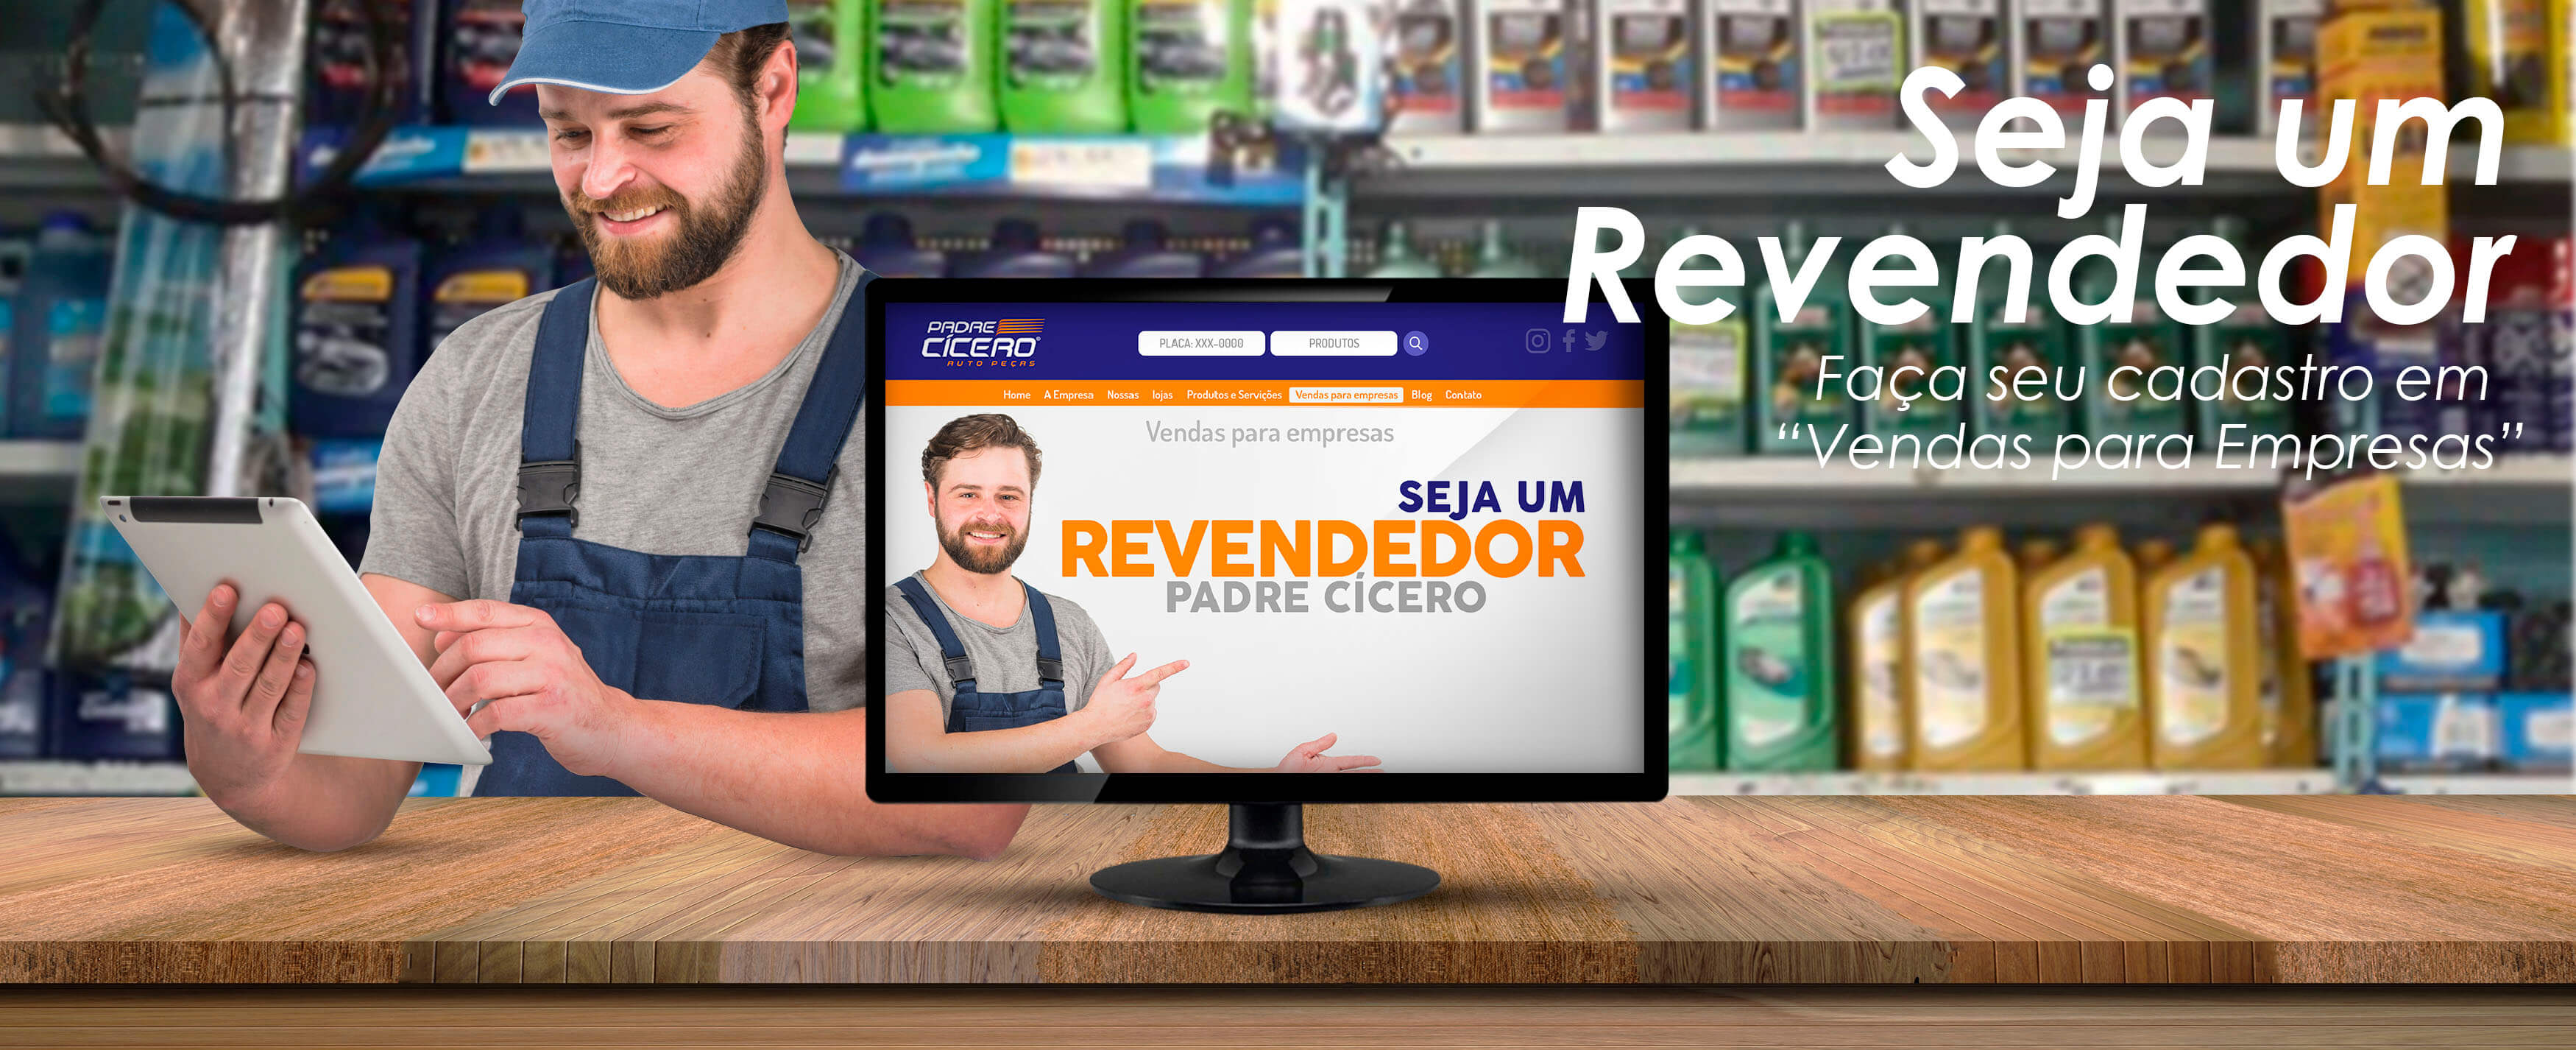 Seja um
Revendedor
Faça seu cadastro em
“Vendas para Empresas”
PADRE
CÍCERO®
AUTO PEÇAS
PLACA: XXX-0000
PRODUTOS
Home A Empresa Nossas lojas Produtos e Servições Vendas para empresas Blog Contato
Vendas para empresas
SEJA UM
REVENDEDOR
PADRE CÍCERO